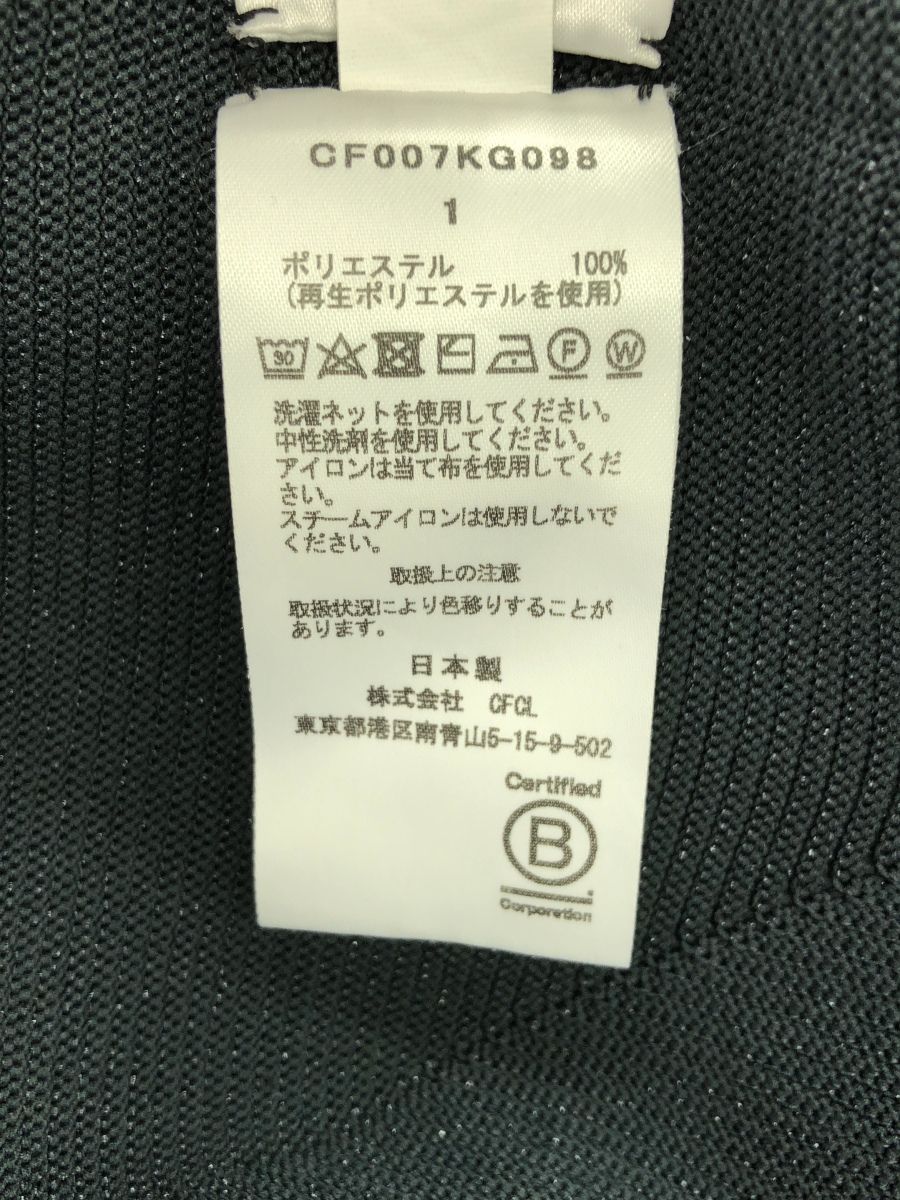 CF007KG098
1
ポリエステル 100%
(再生ポリエステルを使用)
30
F
W
洗濯ネットを使用してください。
中性洗剤を使用してください。
アイロンは当て布を使用してくだ
さい。
スチームアイロンは使用しないで
ください。
取扱上の注意
取扱状況により色移りすることが
あります。
日本製
株式会社 CFCL
東京都港区南青山5-15-9-502
Certified
B
Corporation